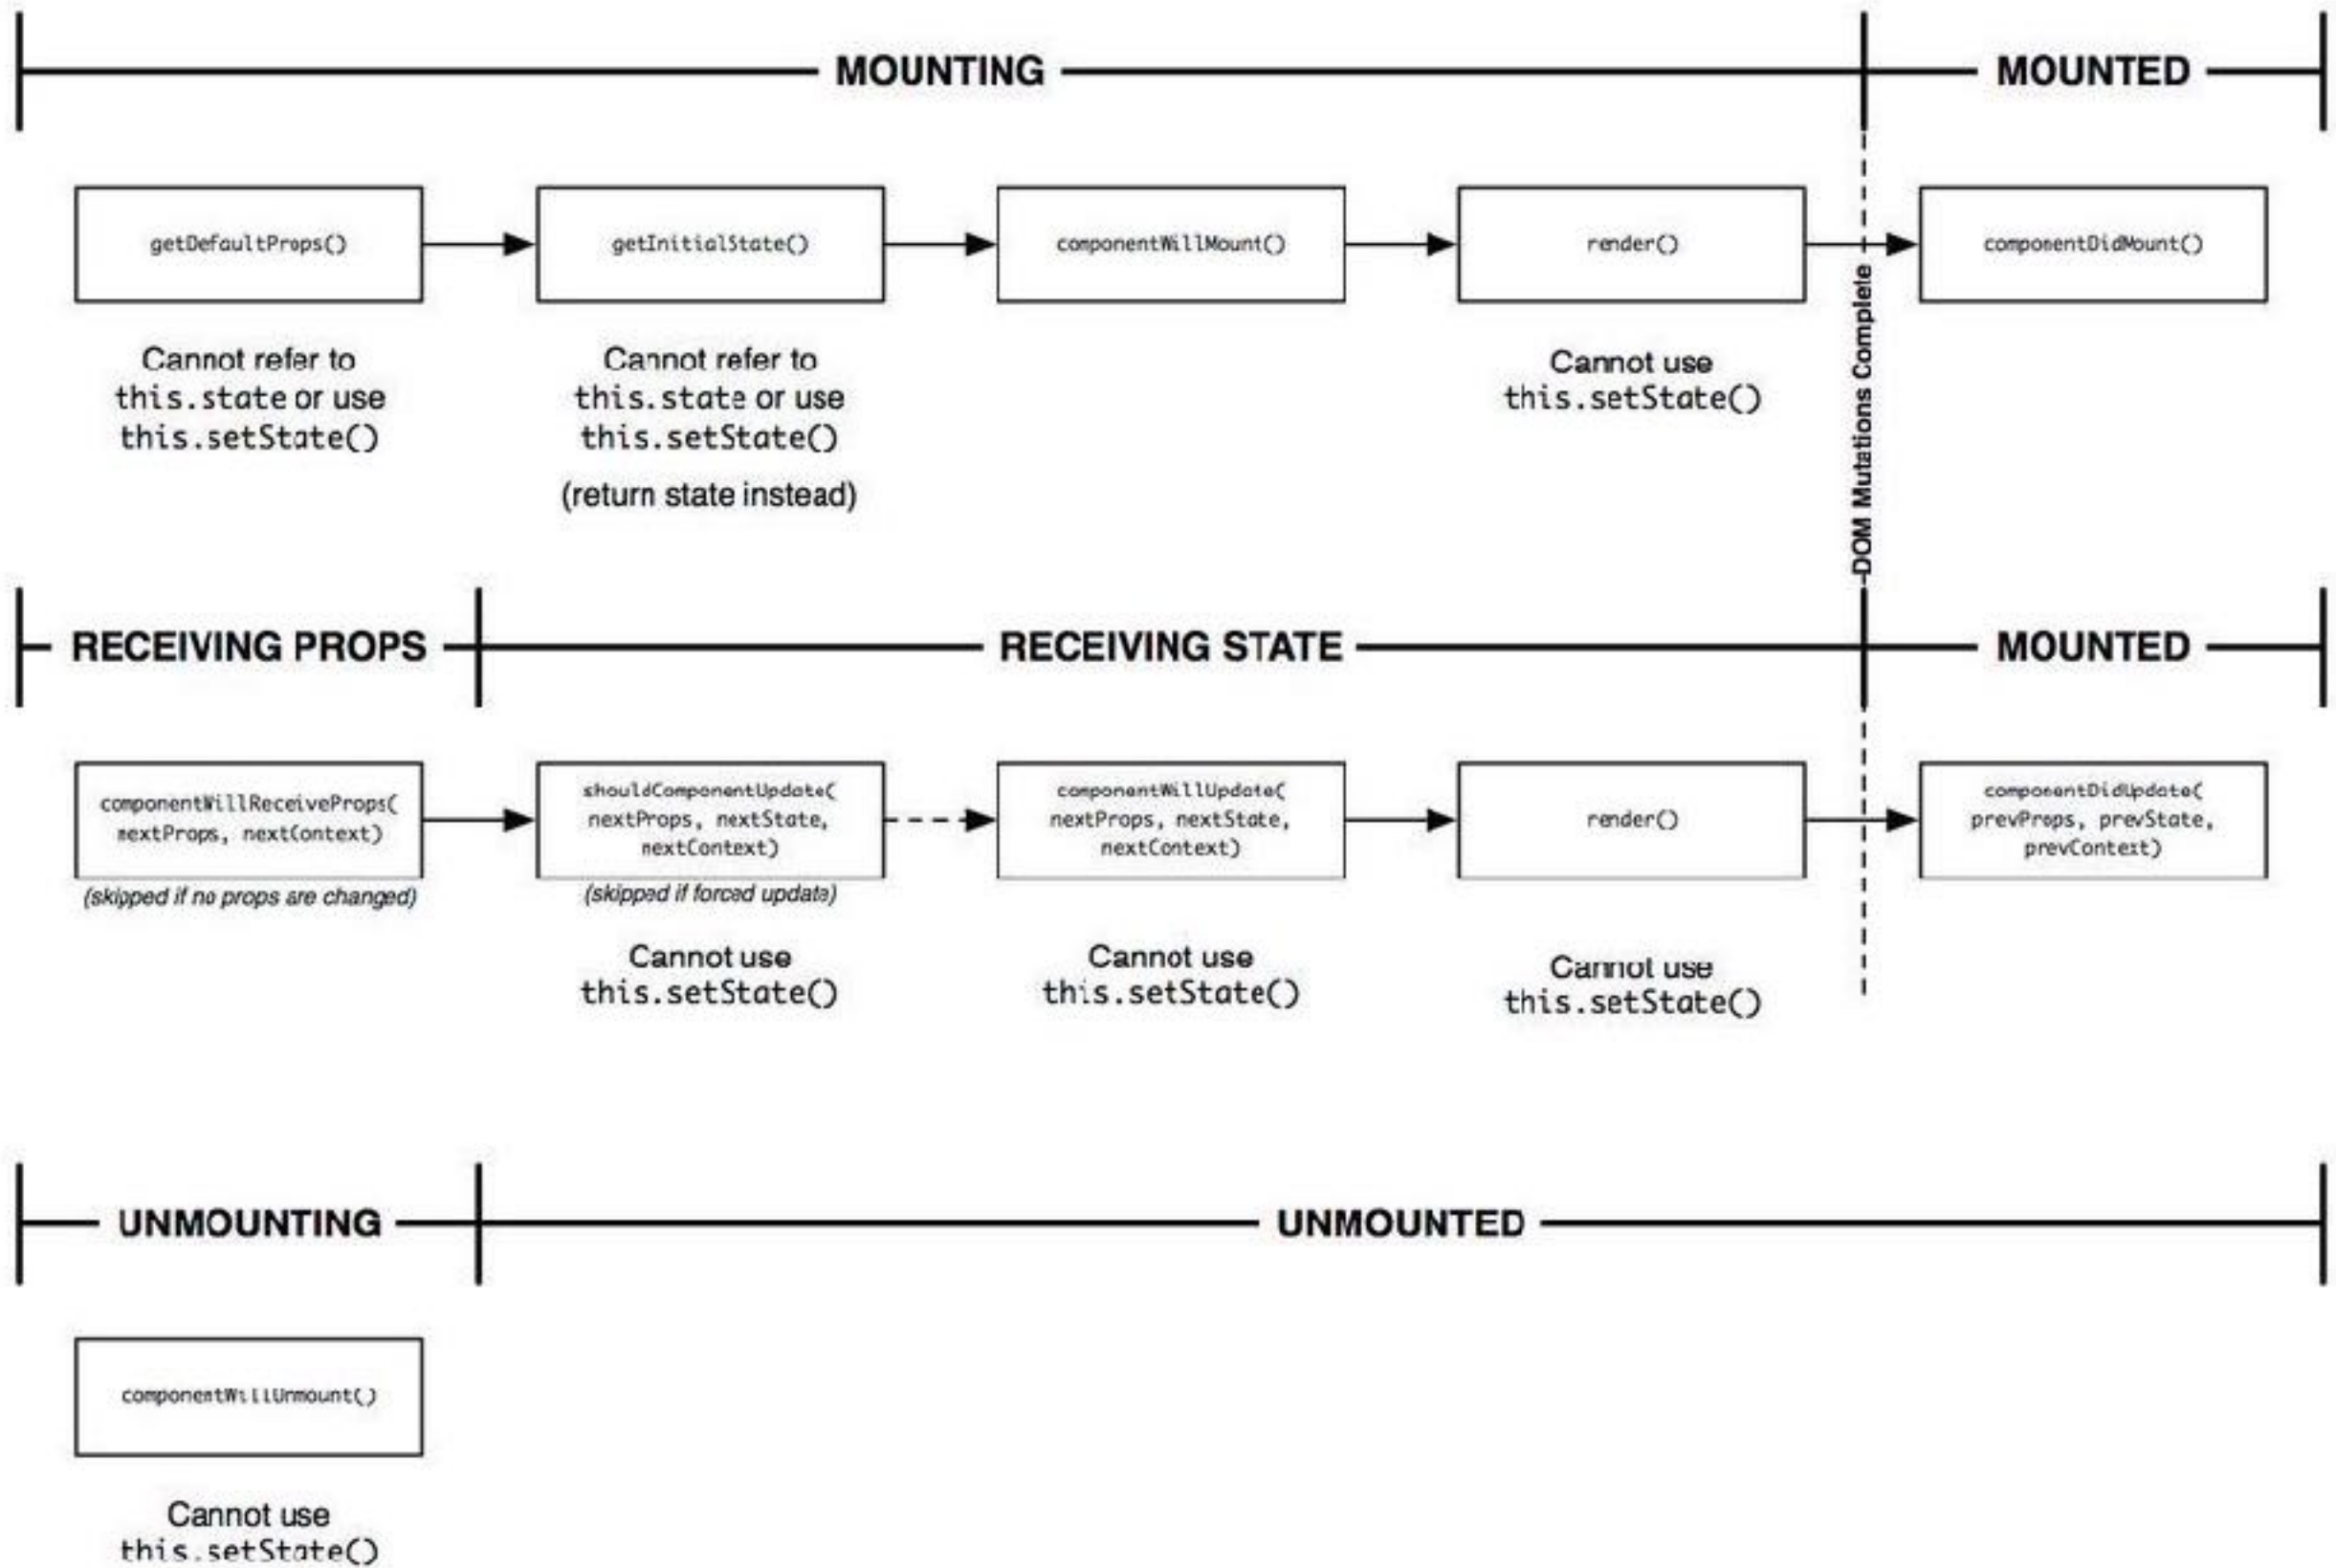 MOUNTING
MOUNTED
getDefaultProps()
getInitialState()
componentWillMount()
render()
componentDidMount()
Cannot refer to
this.state or use
this.setState()
Cannot refer to
this.state or use
this.setState()
(return state instead)
Cannot use
this.setState()
DOM Mutations Complete
RECEIVING PROPS
RECEIVING STATE
MOUNTED
componentWillReceiveProps(
nextProps, nextContext)
(skipped if no props are changed)
shouldComponentUpdate(
nextProps, nextState,
nextContext)
(skipped if forced update)
componentWillUpdate(
nextProps, nextState,
nextContext)
render()
componentDidUpdate(
prevProps, prevState,
prevContext)
Cannot use
this.setState()
Cannot use
this.setState()
Cannot use
this.setState()
UNMOUNTING
UNMOUNTED
componentWillUnmount()
Cannot use
this.setState()